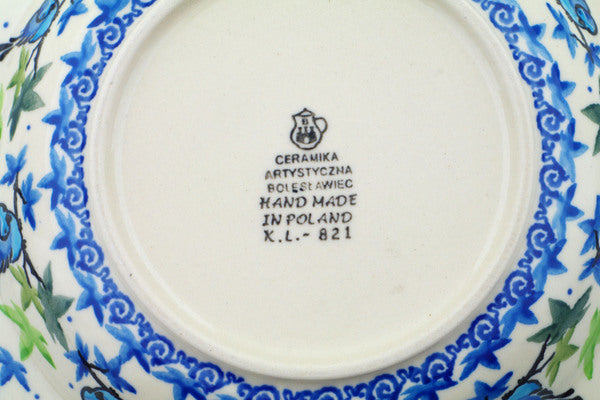 B
CERAMIKA
ARTYSTYCZNA
BOLESŁAWIEC
HAND MADE
IN POLAND
K.L.- 821